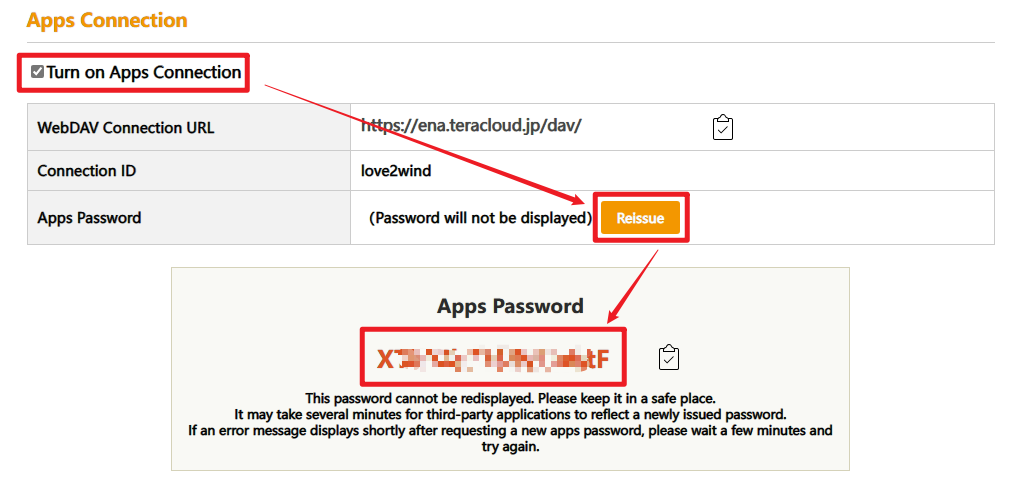 Apps Connection
Turn on Apps Connection
WebDAV Connection URL https://ena.teracloud.jp/dav/
Connection ID love2wind
Apps Password (Password will not be displayed) Reissue
Apps Password
This password cannot be redisplayed. Please keep it in a safe place.
It may take several minutes for third-party applications to reflect a newly issued password.
If an error message displays shortly after requesting a new apps password, please wait a few minutes and
try again.